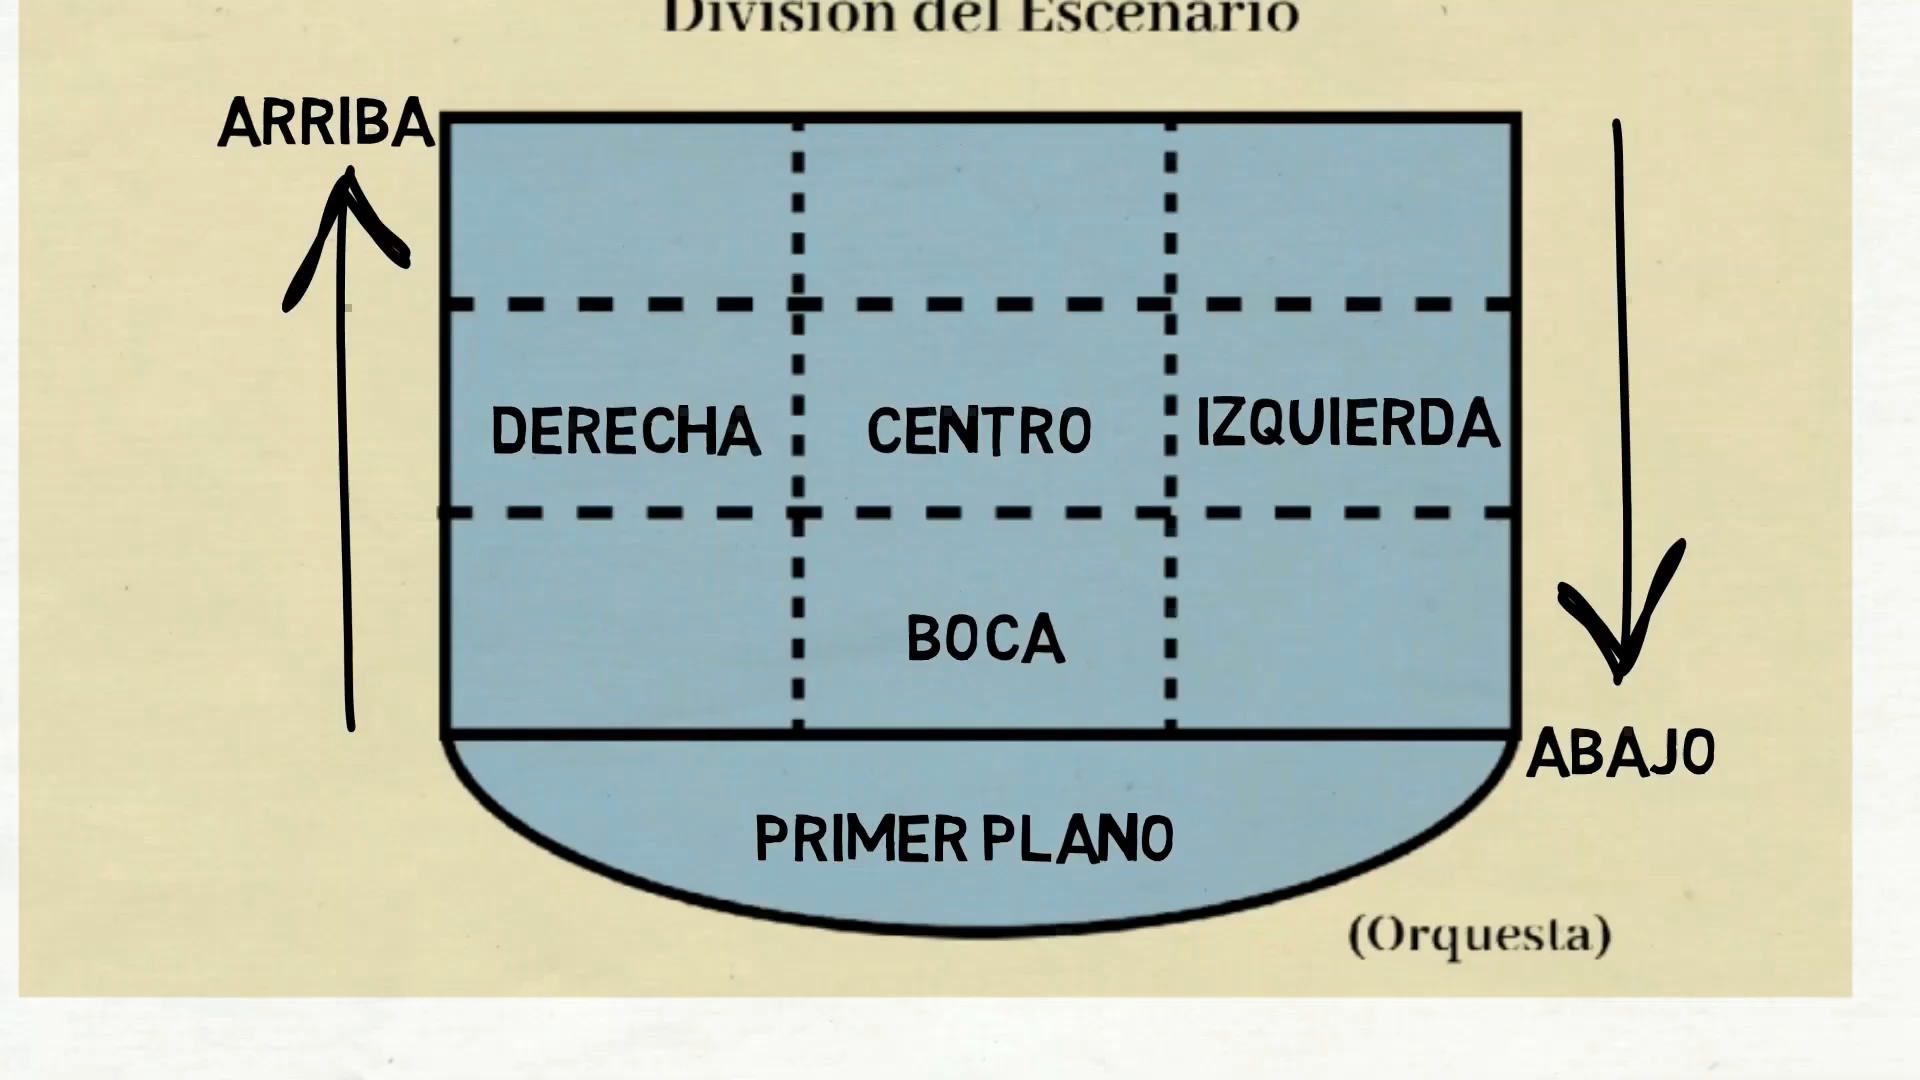 División del Escenario
ARRIBA
DERECHA CENTRO IZQUIERDA
BOCA
ABAJO
PRIMER PLANO
(Orquesta)